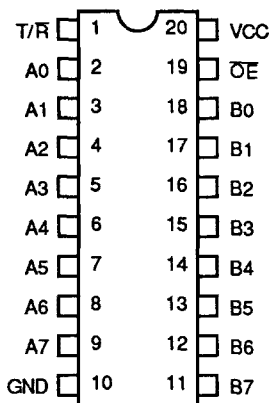 T/R̅ 1 20 VCC
A0 2 19 O̅E̅
A1 3 18 B0
A2 4 17 B1
A3 5 16 B2
A4 6 15 B3
A5 7 14 B4
A6 8 13 B5
A7 9 12 B6
GND 10 11 B7